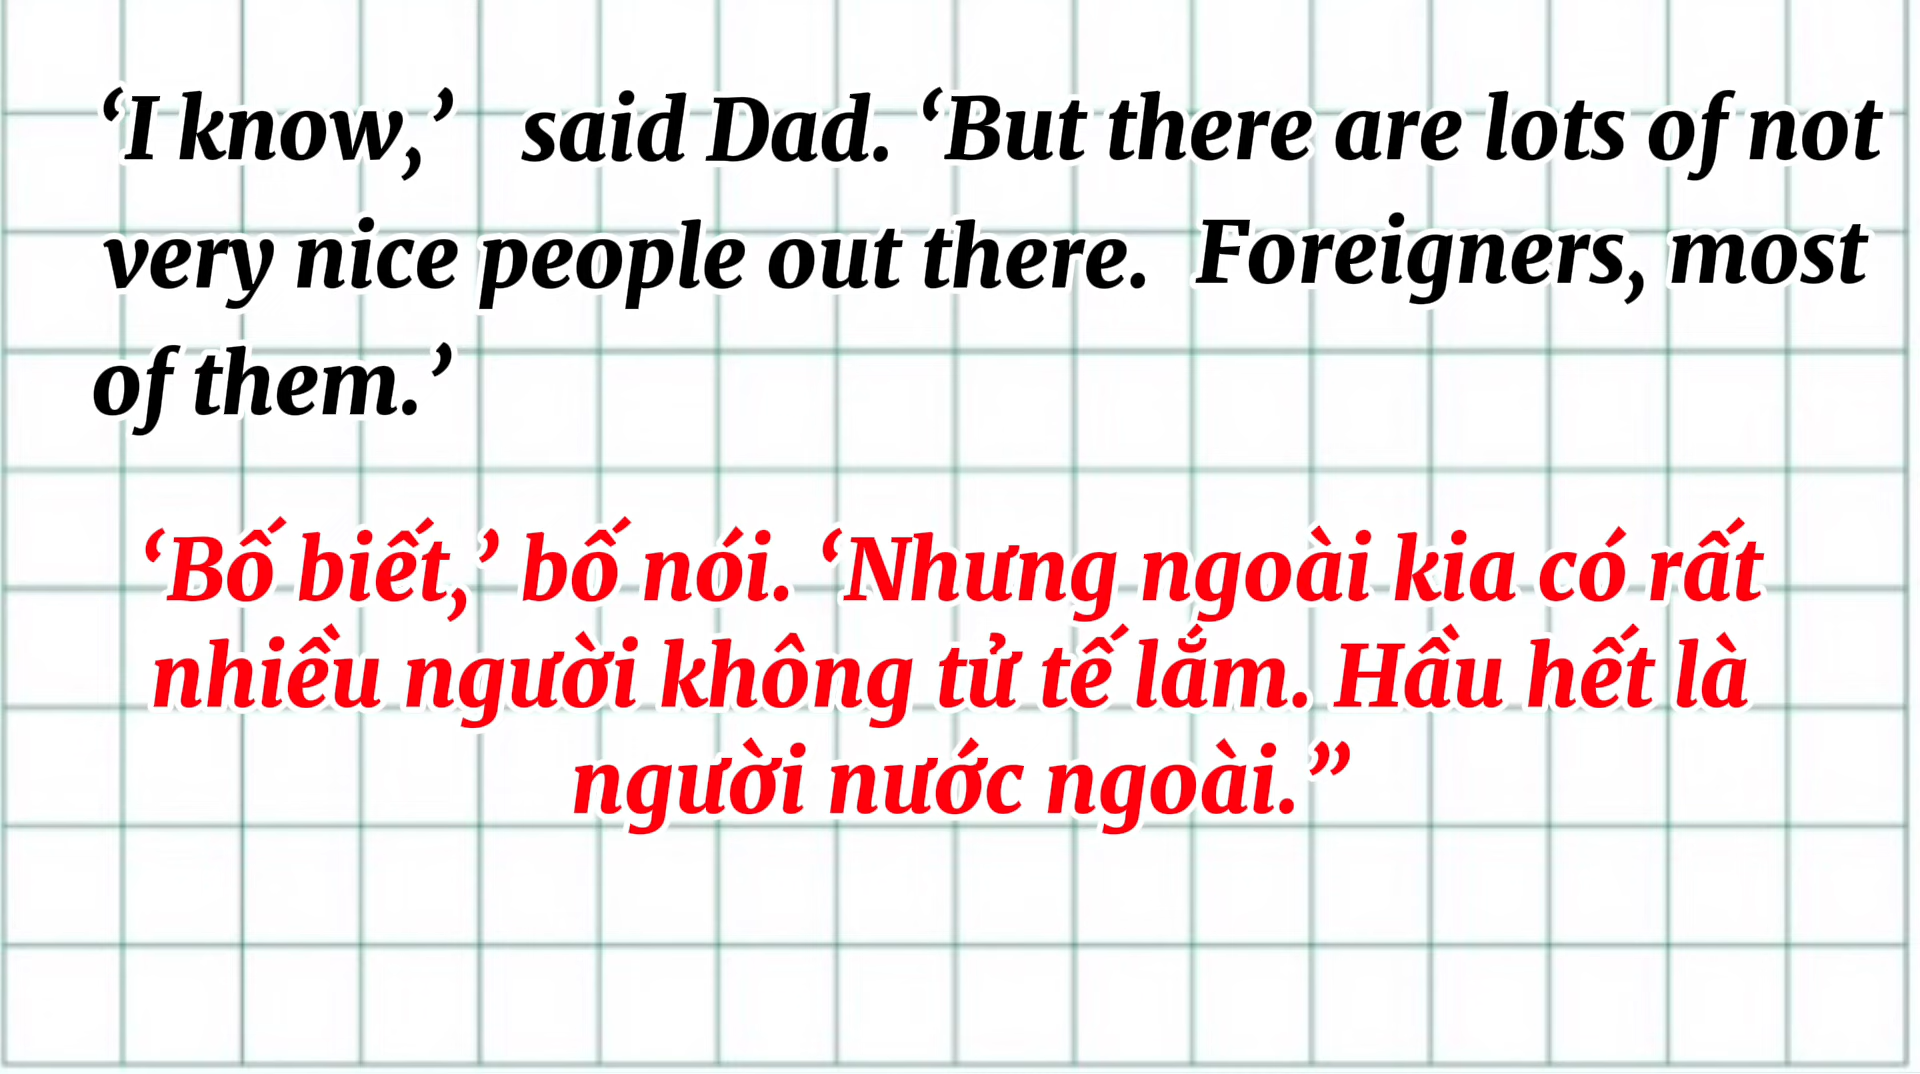 ‘I know,’ said Dad. ‘But there are lots of not
very nice people out there. Foreigners, most
of them.’
‘Bố biết,’ bố nói. ‘Nhưng ngoài kia có rất
nhiều người không tử tế lắm. Hầu hết là
người nước ngoài.’’